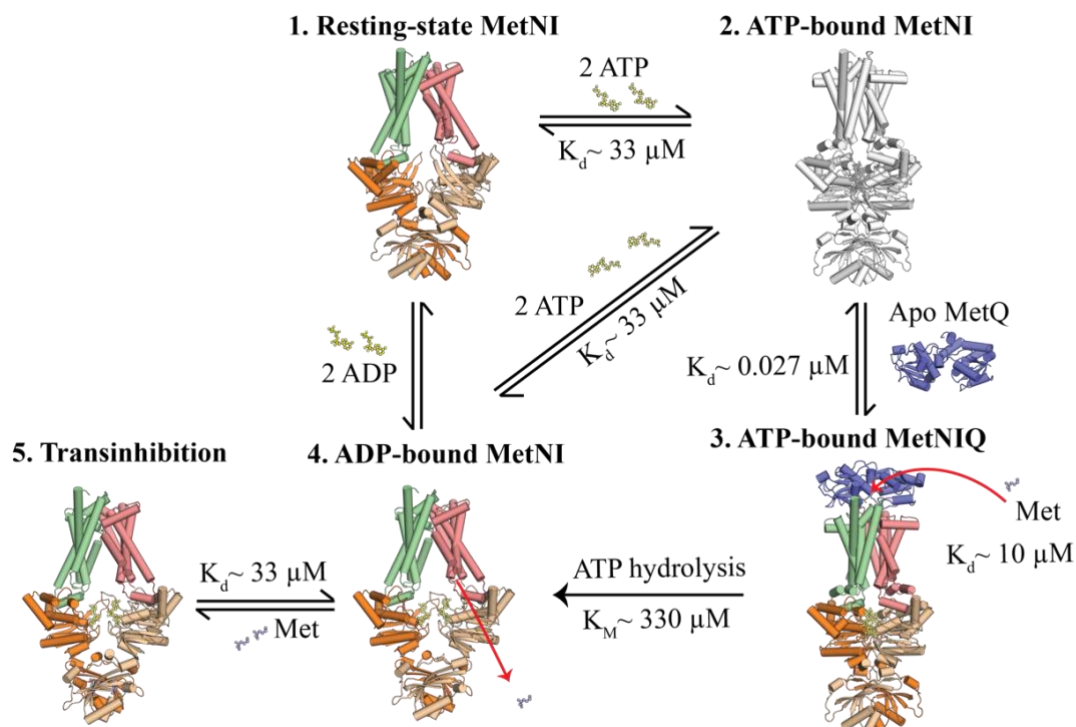 1. Resting-state MetNI
2. ATP-bound MetNI
2 ATP
K_d~ 33 µM
2 ATP
K_d~ 33 µM
2 ADP
Apo MetQ
K_d~ 0.027 µM
5. Transinhibition
4. ADP-bound MetNI
3. ATP-bound MetNIQ
Met
K_d~ 10 µM
K_d~ 33 µM
Met
ATP hydrolysis
K_M~ 330 µM